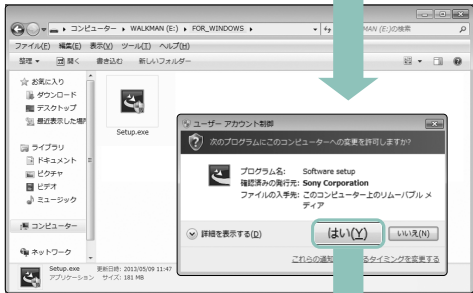 コンピューター ▸ WALKMAN (E:) ▸ FOR_WINDOWS ▸
MAN (E:)の検索
ファイル(F) 編集(E) 表示(V) ツール(T) ヘルプ(H)
整理 ▼ 開く 書き込む 新しいフォルダー
お気に入り
ダウンロード
デスクトップ
最近表示した場所
Setup.exe
ライブラリ
ドキュメント
ピクチャ
ビデオ
ミュージック
コンピューター
ネットワーク
ユーザー アカウント制御
次のプログラムにこのコンピューターへの変更を許可しますか?
プログラム名: Software setup
確認済みの発行元: Sony Corporation
ファイルの入手先: このコンピューター上のリムーバブル メ
ディア
詳細を表示する(D)
はい(Y)
いいえ(N)
これらの通知
るタイミングを変更する
Setup.exe 更新日時: 2013/05/09 11:47
アプリケーション サイズ: 181 MB